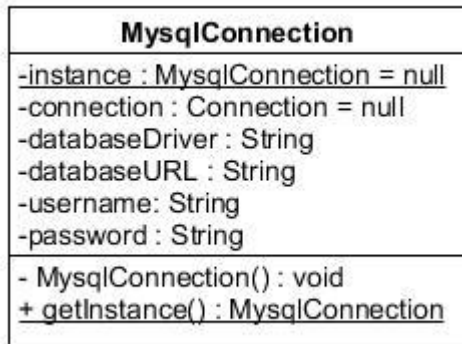 MysqlConnection
-instance : MysqlConnection = null
-connection : Connection = null
-databaseDriver : String
-databaseURL : String
-username: String
-password : String
- MysqlConnection() : void
+ getInstance() : MysqlConnection